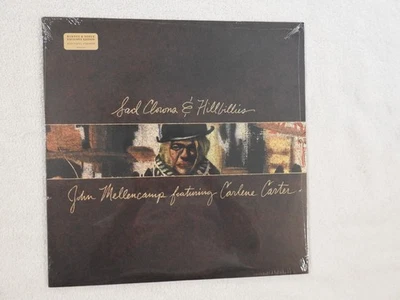 Sad Clowns & Hillbillies
John Mellencamp featuring Carlene Carter